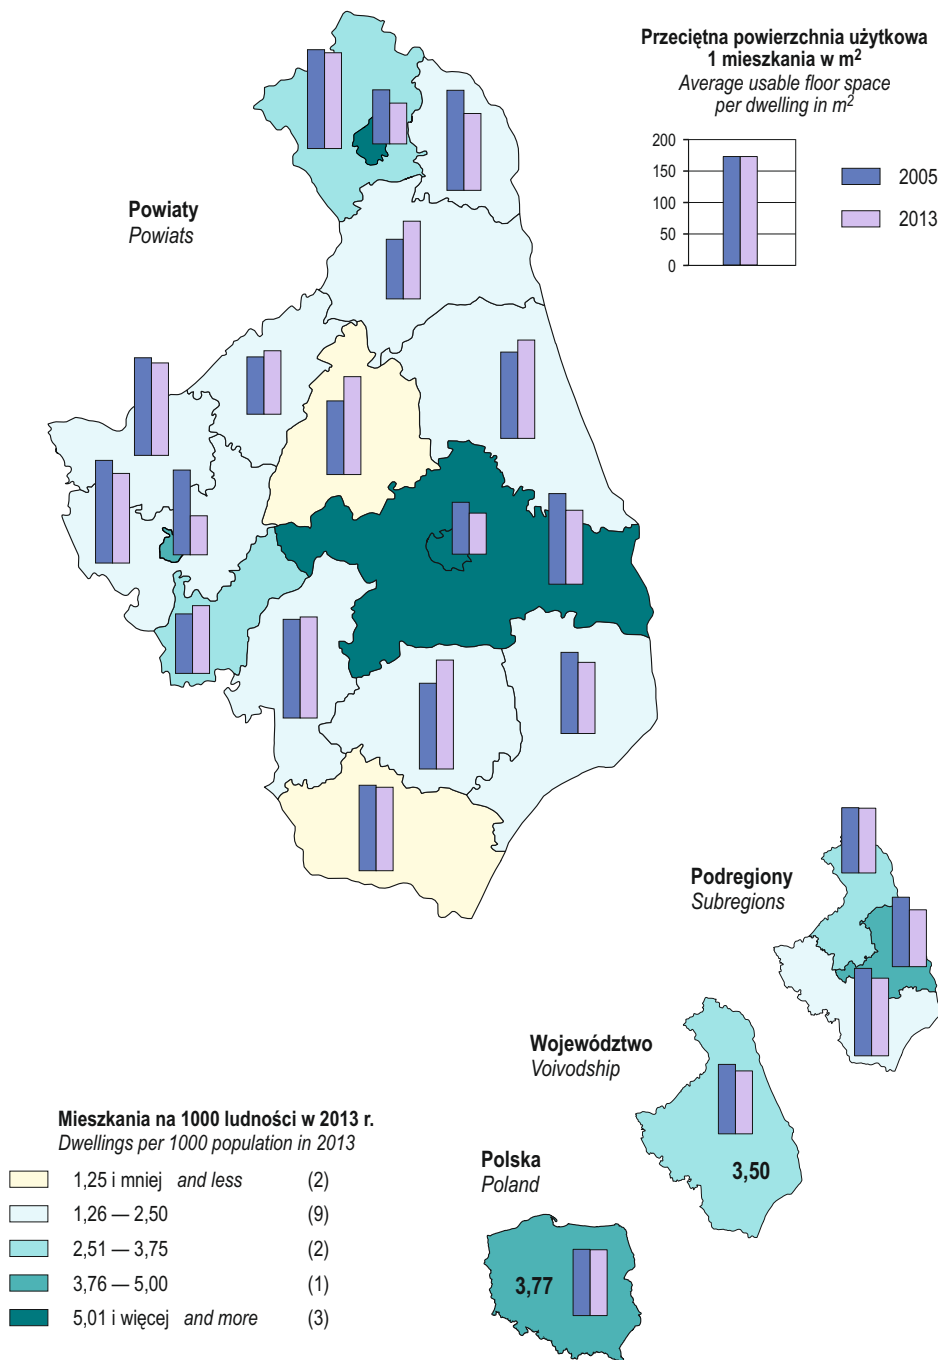 Przeciętna powierzchnia użytkowa
1 mieszkania w m²
Average usable floor space
per dwelling in m²
200
150
100
50
0
2005
2013
Powiaty
Powiats
Podregiony
Subregions
Województwo
Voivodship
3,50
Polska
Poland
3,77
Mieszkania na 1000 ludności w 2013 r.
Dwellings per 1000 population in 2013
1,25 i mniej and less (2)
1,26 — 2,50 (9)
2,51 — 3,75 (2)
3,76 — 5,00 (1)
5,01 i więcej and more (3)